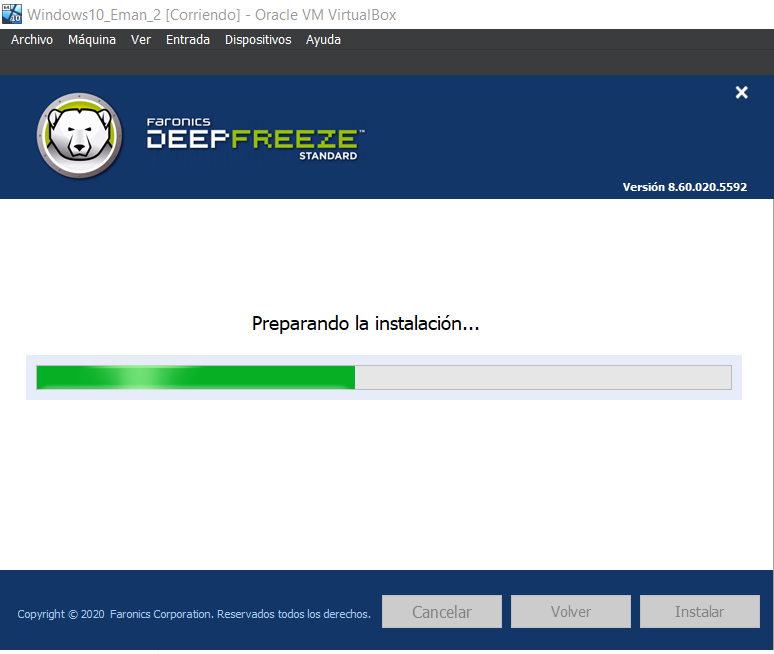 Windows10_Eman_2 [Corriendo] - Oracle VM VirtualBox
Archivo Máquina Ver Entrada Dispositivos Ayuda
Faronics
DEEPFREEZE™
STANDARD
Versión 8.60.020.5592
Preparando la instalación...
Copyright © 2020 Faronics Corporation. Reservados todos los derechos.
Cancelar Volver Instalar